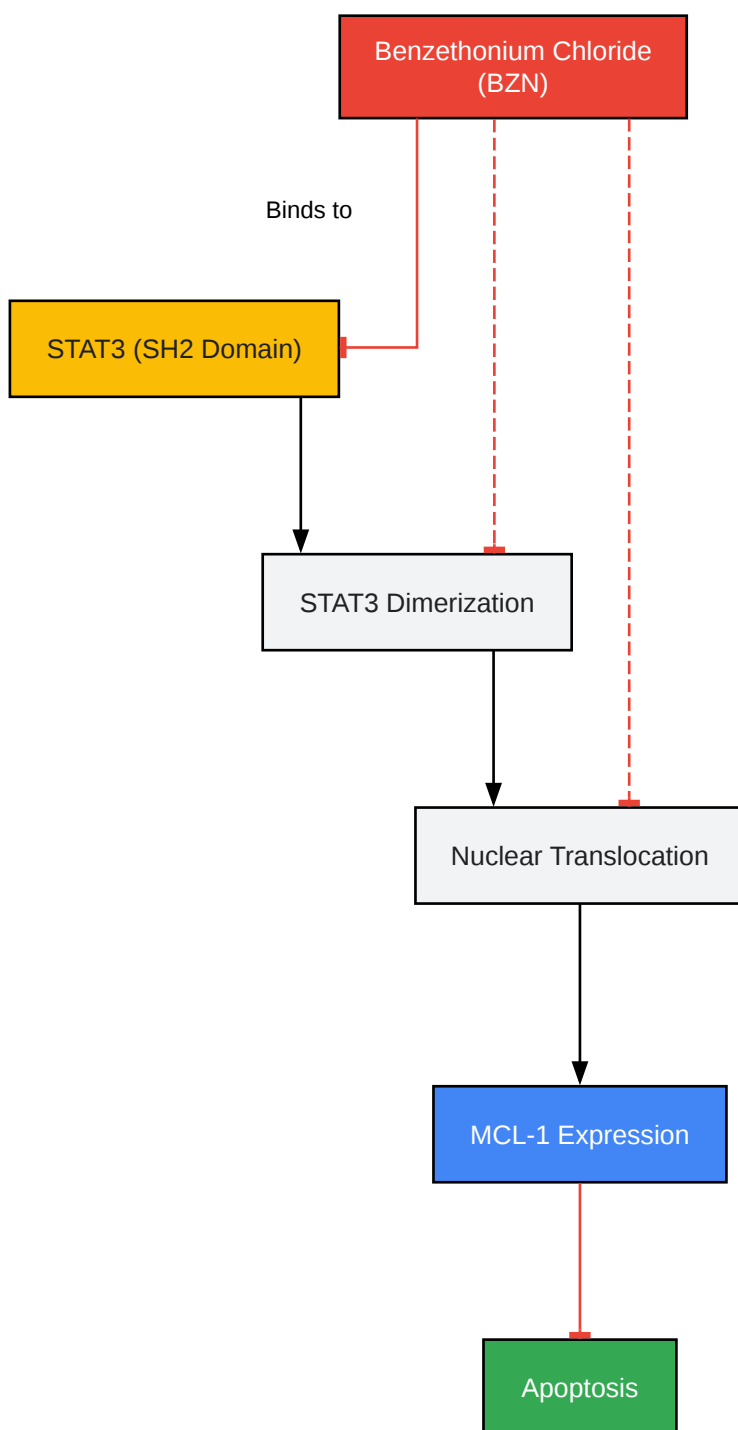 Benzethonium Chloride
(BZN)
Binds to
STAT3 (SH2 Domain)
STAT3 Dimerization
Nuclear Translocation
MCL-1 Expression
Apoptosis